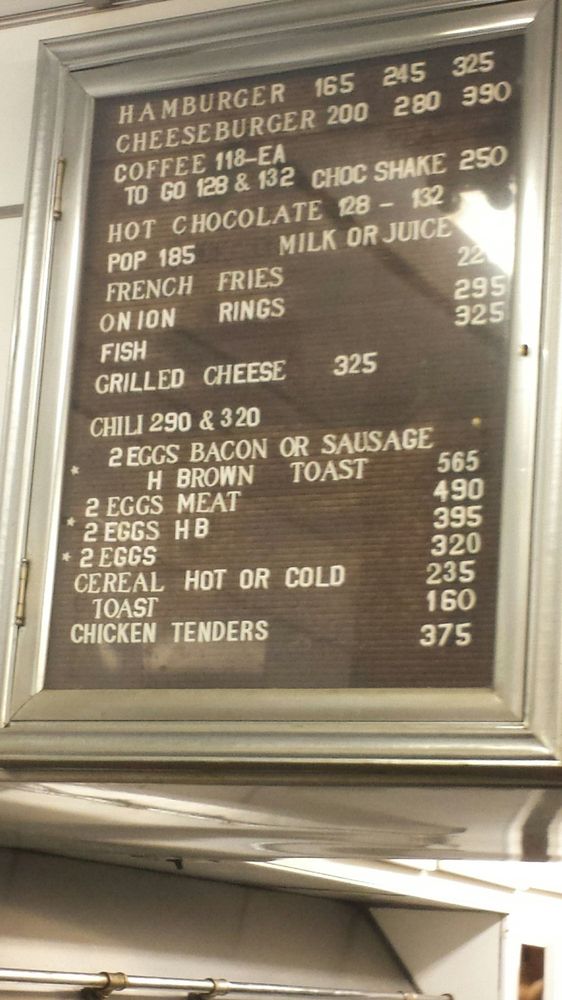 HAMBURGER 165 245 325
CHEESEBURGER 200 280 390
COFFEE 118-EA
TO GO 128 & 132 CHOC SHAKE 250
HOT CHOCOLATE 128 - 132
POP 185 MILK OR JUICE
FRENCH FRIES
ONION RINGS 295
FISH 325
GRILLED CHEESE 325
CHILI 290 & 320
2 EGGS BACON OR SAUSAGE
* H BROWN TOAST 565
2 EGGS MEAT 490
* 2 EGGS H B 395
* 2 EGGS 320
CEREAL HOT OR COLD 235
TOAST 160
CHICKEN TENDERS 375